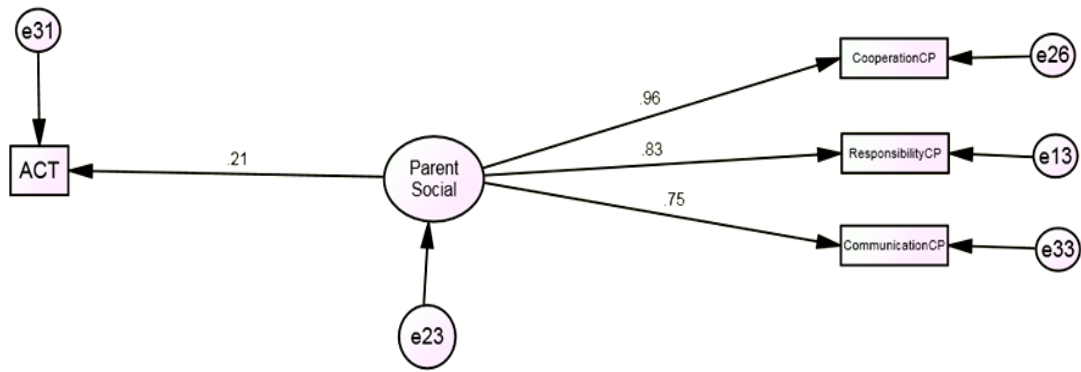 e31
CooperationCP
e26
.96
ACT
.21
Parent
Social
.83
ResponsibilityCP
e13
.75
CommunicationCP
e33
e23